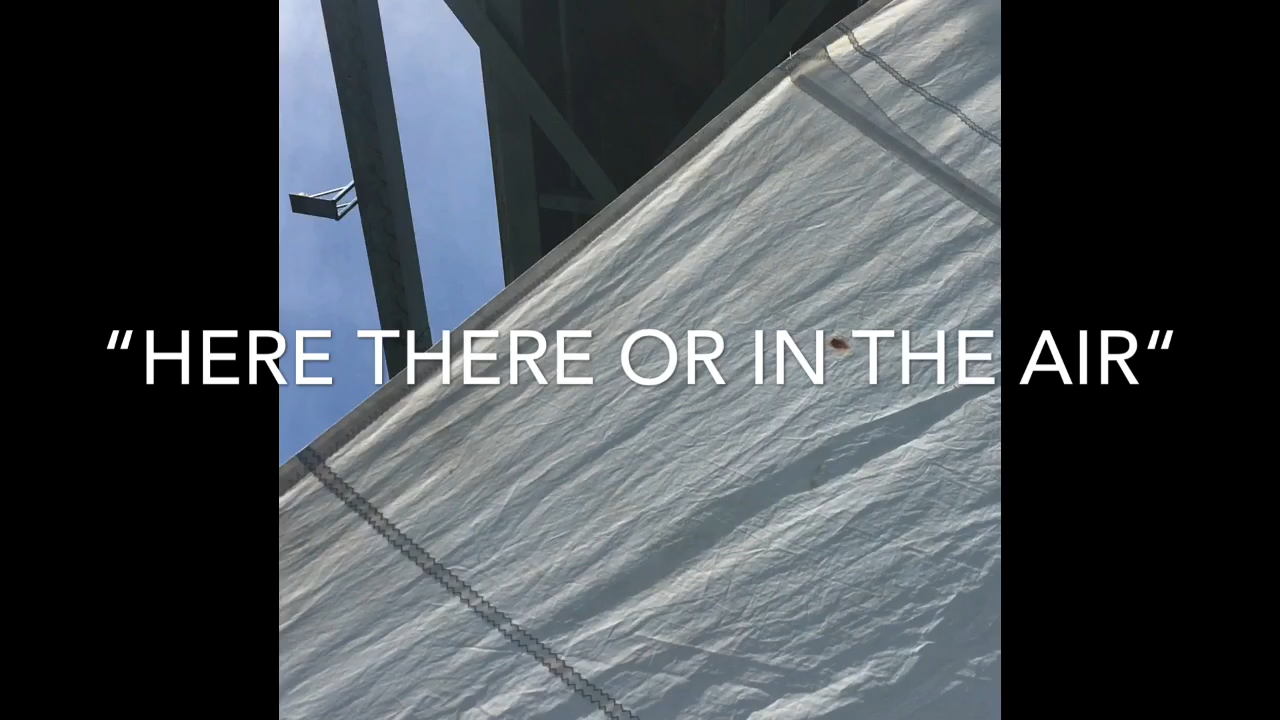 “HERE THERE OR IN THE AIR“